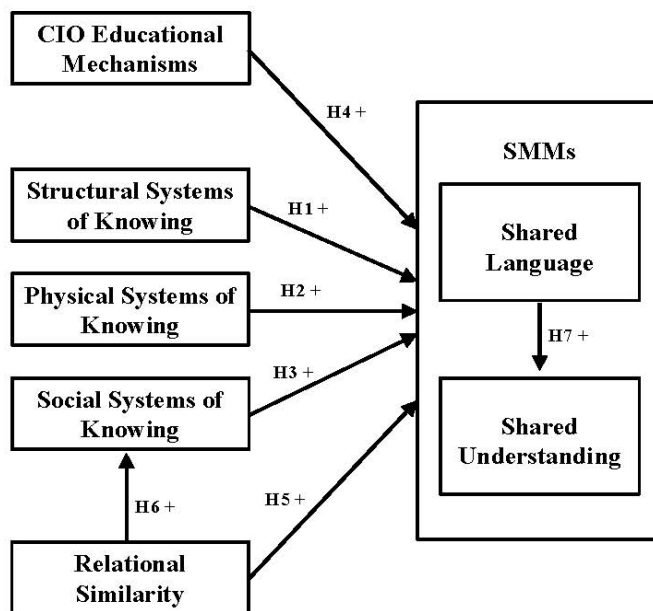 CIO Educational
Mechanisms
H4 +
SMMs
Structural Systems
of Knowing
H1 +
Shared
Language
Physical Systems of
Knowing
H2 +
H7 +
H3 +
Social Systems of
Knowing
Shared
Understanding
H6 +
H5 +
Relational
Similarity